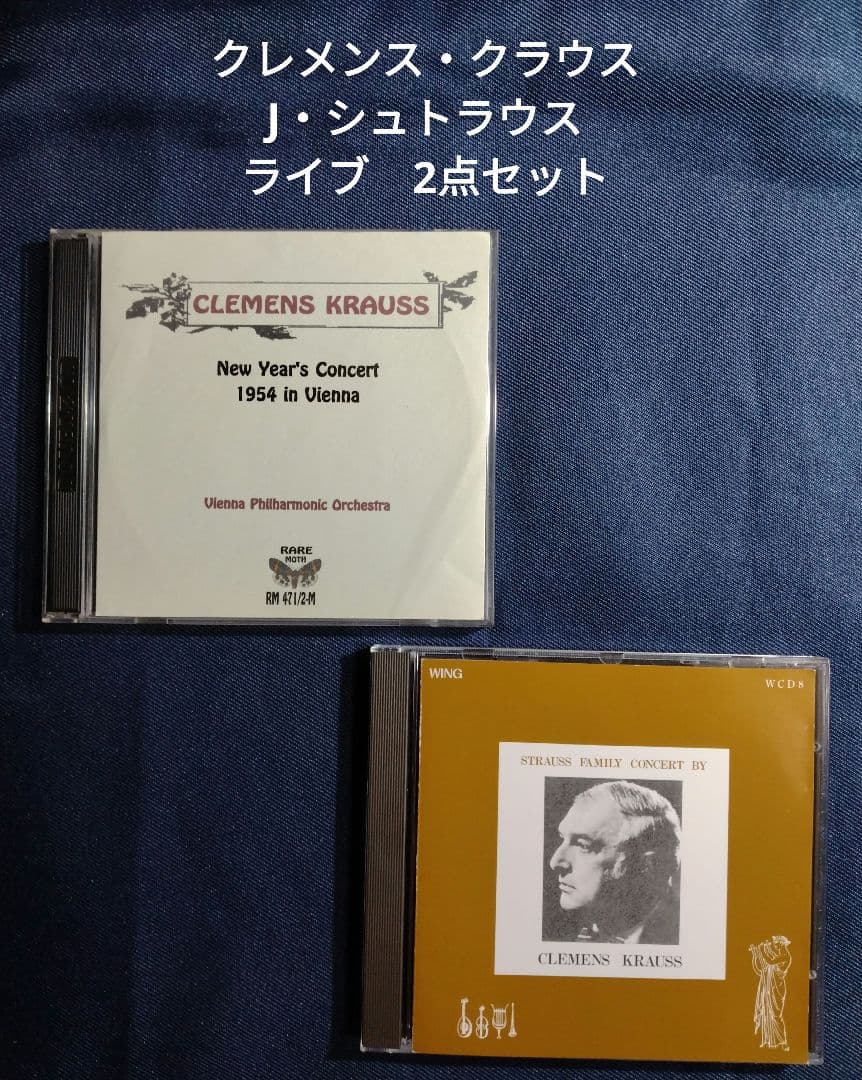 クレメンス・クラウス
J・シュトラウス
ライブ　2点セット
CLEMENS KRAUSS
New Year's Concert
1954 in Vienna
Vienna Philharmonic Orchestra
RARE
MOTH
RM 471/2-M
WING
WCD8
STRAUSS FAMILY CONCERT BY
CLEMENS KRAUSS